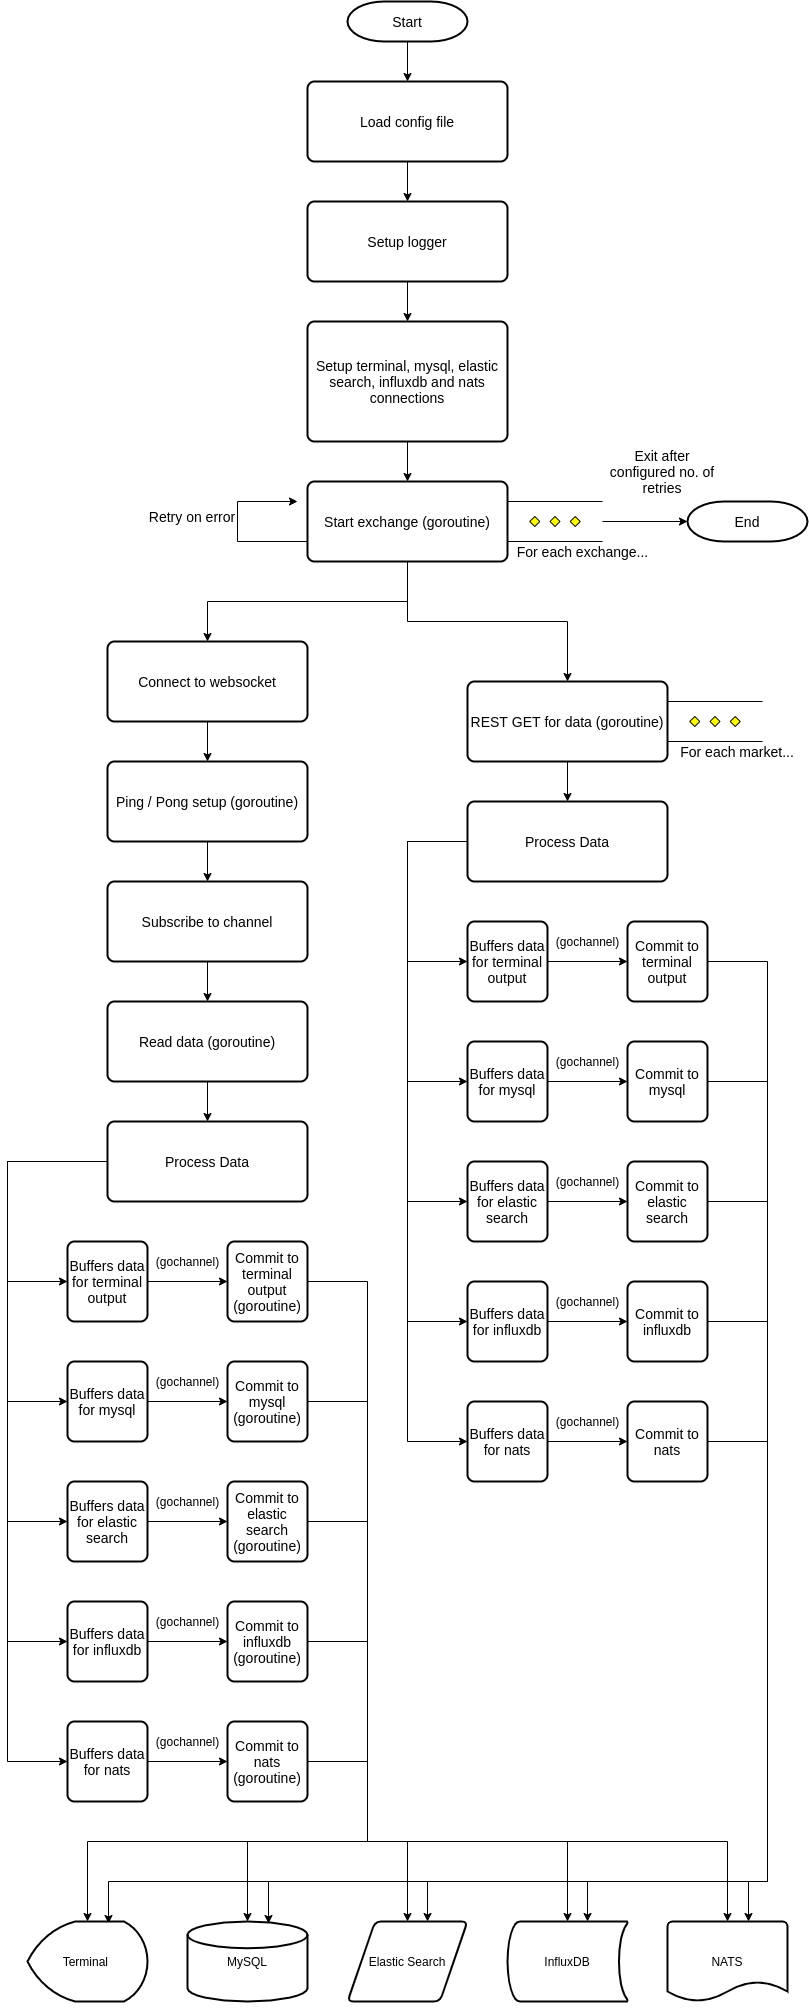 Start
Load config file
Setup logger
Setup terminal, mysql, elastic
search, influxdb and nats
connections
Exit after
configured no. of
retries
Retry on error
Start exchange (goroutine)
End
For each exchange...
Connect to websocket
REST GET for data (goroutine)
For each market...
Ping / Pong setup (goroutine)
Process Data
Subscribe to channel
Read data (goroutine)
Process Data
Buffers data
for terminal
output
(gochannel)
Commit to
terminal
output
Buffers data
for mysql
(gochannel)
Commit to
mysql
Buffers data
for elastic
search
(gochannel)
Commit to
elastic
search
Buffers data
for influxdb
(gochannel)
Commit to
influxdb
Buffers data
for nats
(gochannel)
Commit to
nats
Buffers data
for terminal
output
(gochannel)
Commit to
terminal
output
(goroutine)
Buffers data
for mysql
(gochannel)
Commit to
mysql
(goroutine)
Buffers data
for elastic
search
(gochannel)
Commit to
elastic
search
(goroutine)
Buffers data
for influxdb
(gochannel)
Commit to
influxdb
(goroutine)
Buffers data
for nats
(gochannel)
Commit to
nats
(goroutine)
Terminal
MySQL
Elastic Search
InfluxDB
NATS